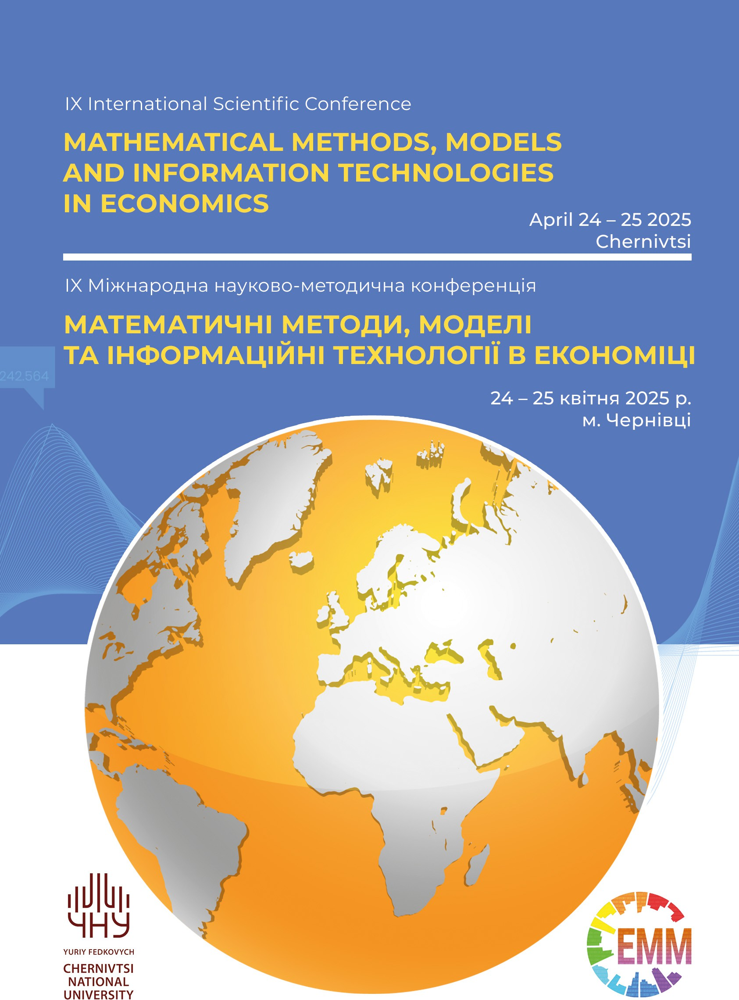 IX International Scientific Conference
MATHEMATICAL METHODS, MODELS
AND INFORMATION TECHNOLOGIES
IN ECONOMICS
April 24 – 25 2025
Chernivtsi
IX Міжнародна науково-методична конференція
МАТЕМАТИЧНІ МЕТОДИ, МОДЕЛІ
ТА ІНФОРМАЦІЙНІ ТЕХНОЛОГІЇ В ЕКОНОМІЦІ
242.564
24 – 25 квітня 2025 р.
м. Чернівці
ЧНУ
YURIY FEDKOVYCH
CHERNIVTSI
NATIONAL
UNIVERSITY
EMM